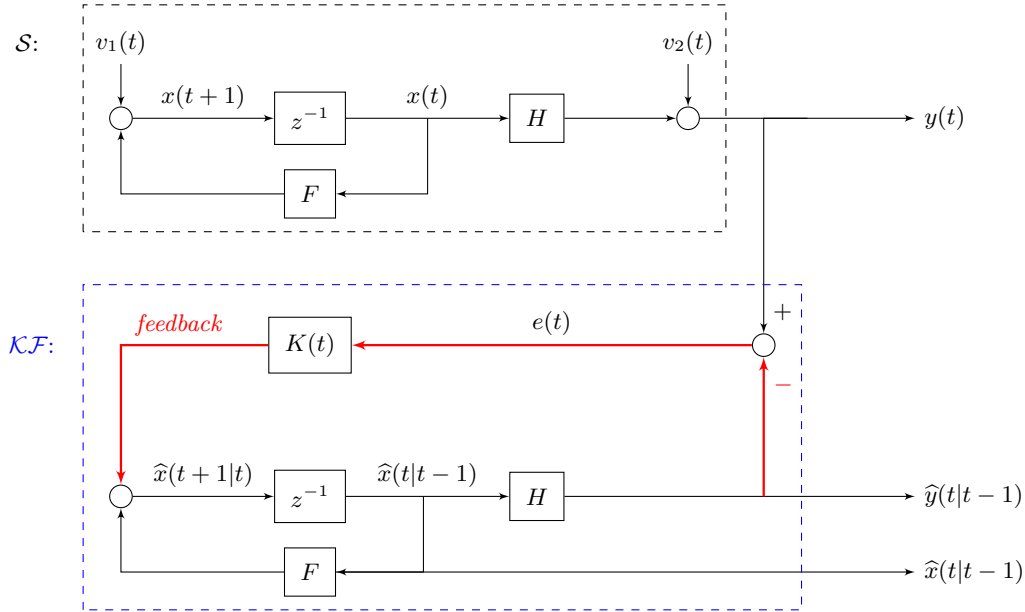 𝒮:
v₁(t)
v₂(t)
x(t + 1)
z⁻¹
x(t)
H
y(t)
F
+
𝒦ℱ:
feedback
K(t)
e(t)
−
x̂(t + 1|t)
z⁻¹
x̂(t|t − 1)
H
ŷ(t|t − 1)
F
x̂(t|t − 1)